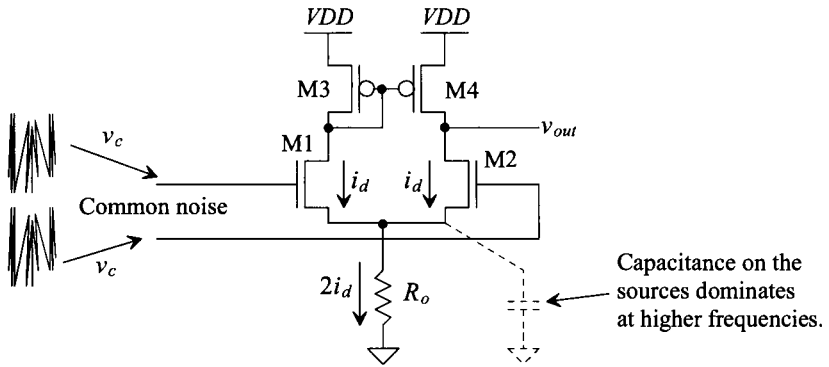 VDD VDD
M3 M4
v_c v_out
M1 M2
i_d i_d
Common noise
v_c
2i_d R_o
Capacitance on the
sources dominates
at higher frequencies.